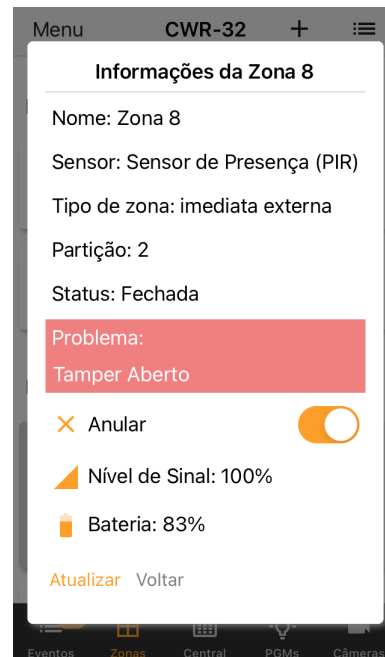 Menu CWR-32 +
Informações da Zona 8
Nome: Zona 8
Sensor: Sensor de Presença (PIR)
Tipo de zona: imediata externa
Partição: 2
Status: Fechada
Problema:
Tamper Aberto
Anular
Nível de Sinal: 100%
Bateria: 83%
Atualizar Voltar
Eventos Zonas Central PGMs Câmeras